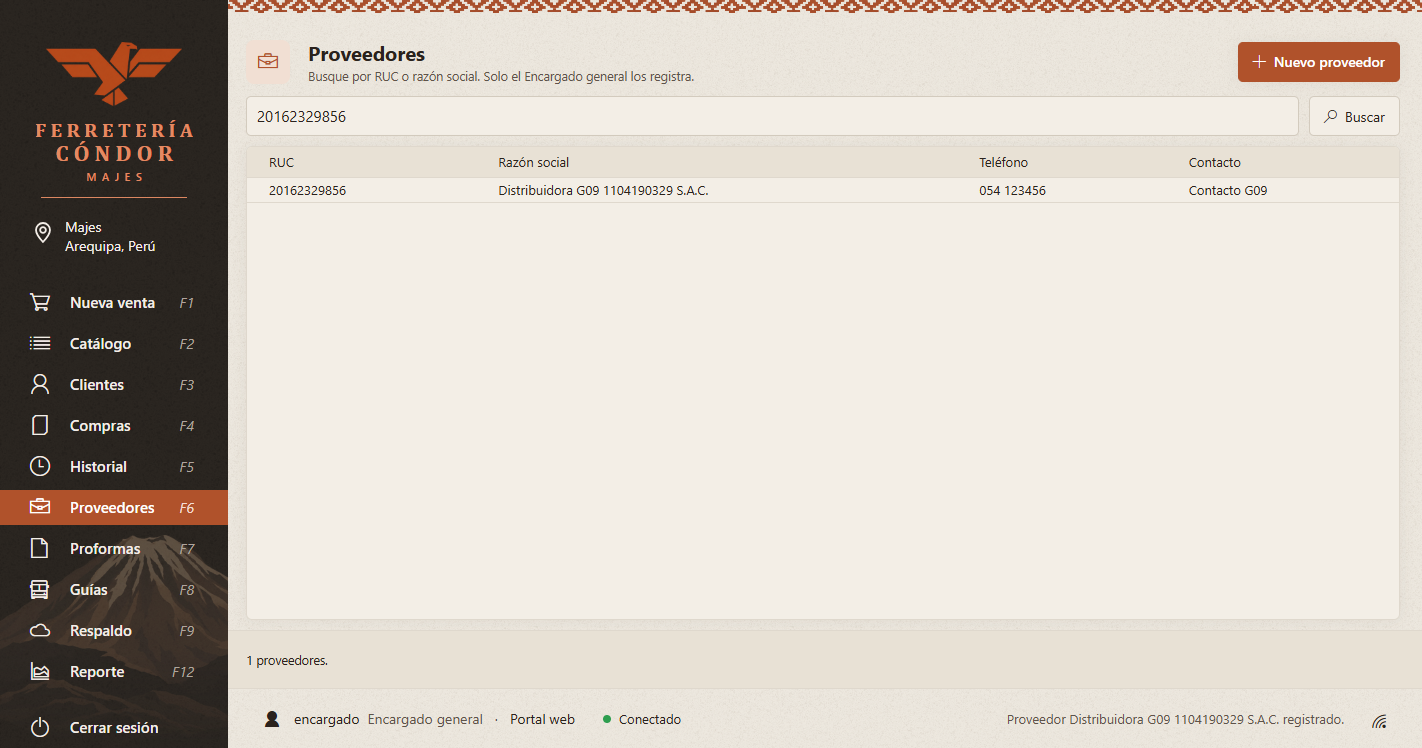 FERRETERÍA
CÓNDOR
MAJES
Majes
Arequipa, Perú
Nueva venta F1
Catálogo F2
Clientes F3
Compras F4
Historial F5
Proveedores F6
Proformas F7
Guías F8
Respaldo F9
Reporte F12
Cerrar sesión
Proveedores
Busque por RUC o razón social. Solo el Encargado general los registra.
Nuevo proveedor
20162329856
Buscar
RUC Razón social Teléfono Contacto
20162329856 Distribuidora G09 1104190329 S.A.C. 054 123456 Contacto G09
1 proveedores.
encargado Encargado general · Portal web Conectado
Proveedor Distribuidora G09 1104190329 S.A.C. registrado.